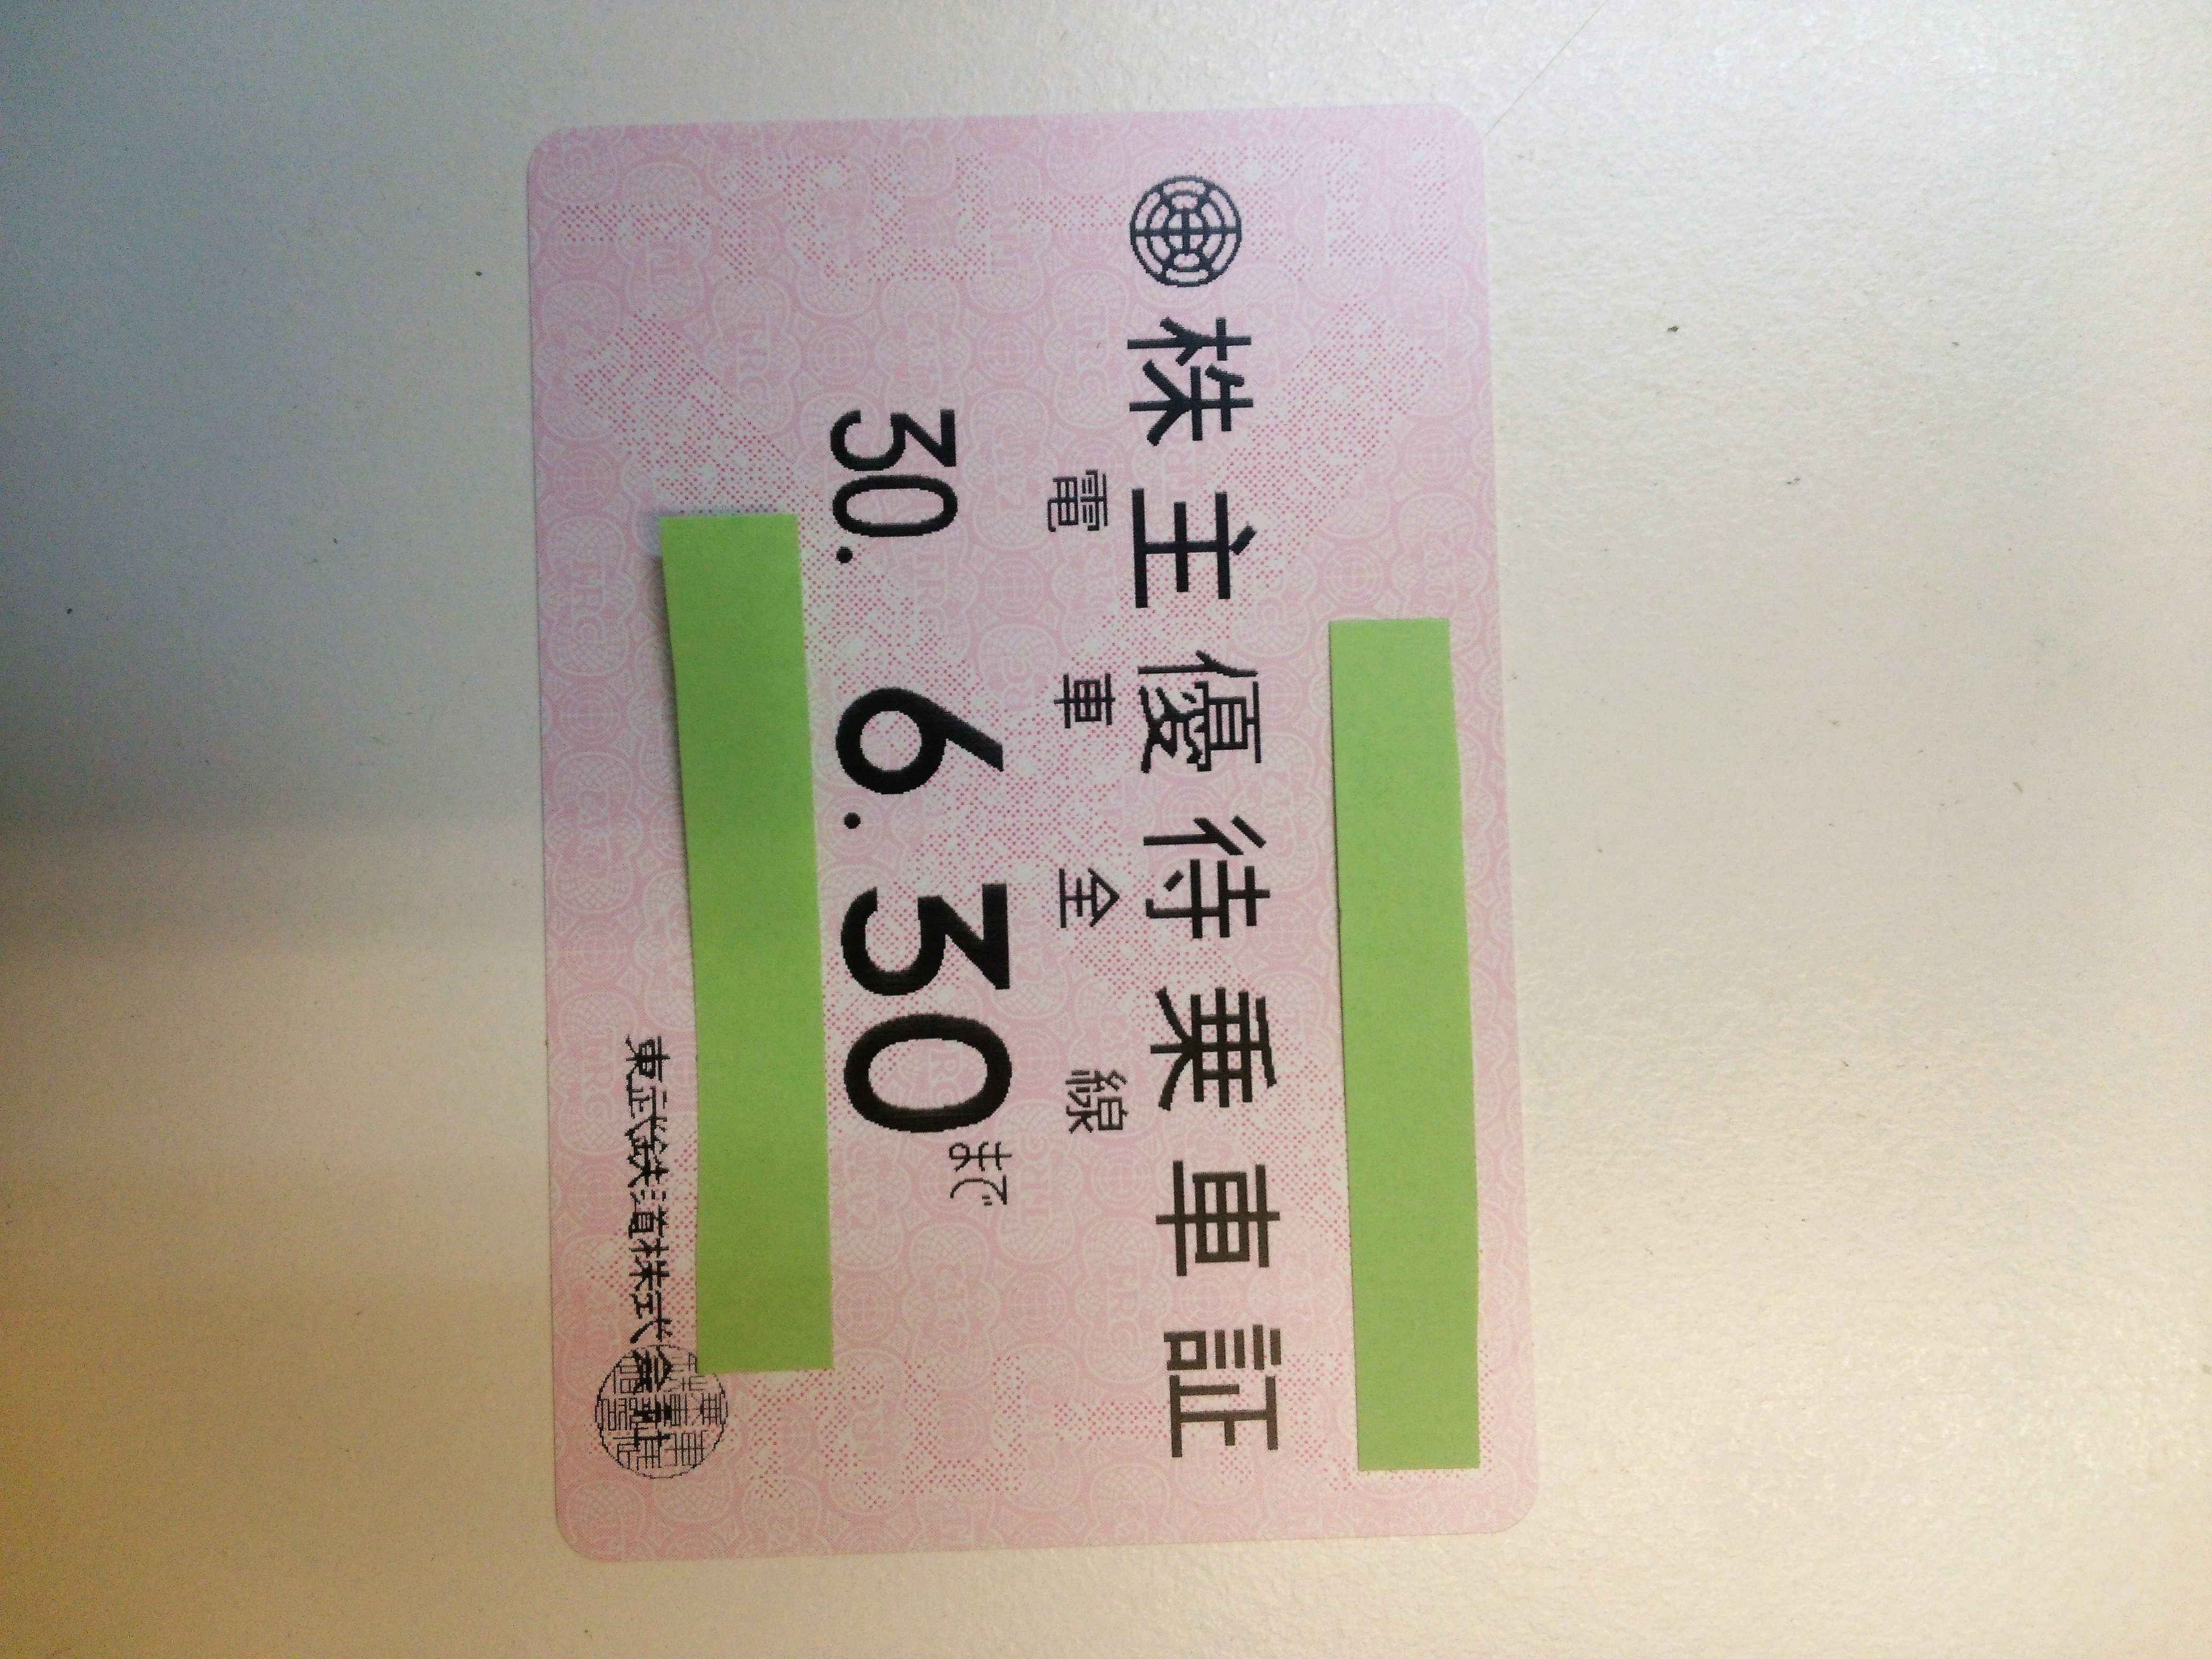 株主優待乗車証
電車全線
30. 6. 30まで
東武鉄道株式会社